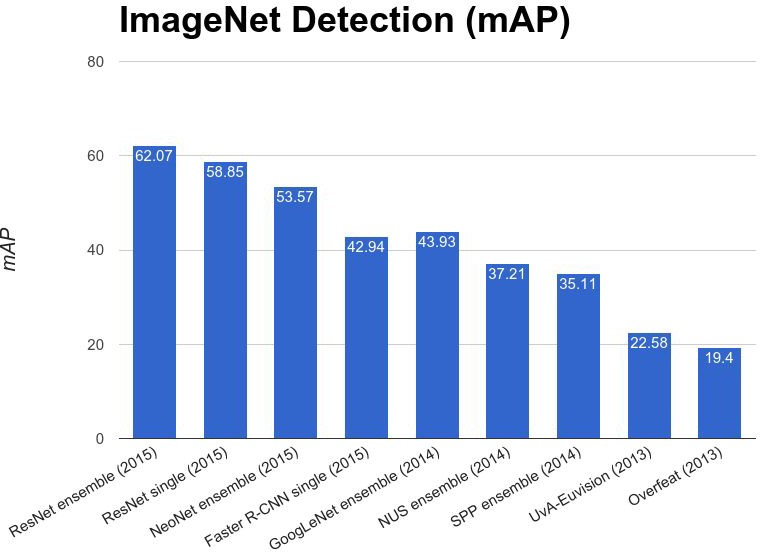 ImageNet Detection (mAP)
mAP
80
60
40
20
0
62.07
58.85
53.57
42.94
43.93
37.21
35.11
22.58
19.4
ResNet ensemble (2015)
ResNet single (2015)
NeoNet ensemble (2015)
Faster R-CNN single (2015)
GoogLeNet ensemble (2014)
NUS ensemble (2014)
SPP ensemble (2014)
UvA-Euvision (2013)
Overfeat (2013)